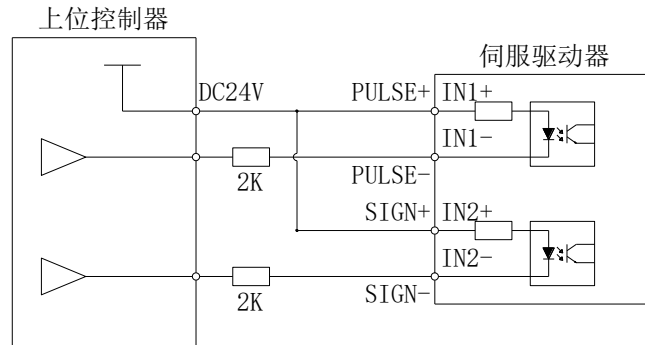 上位控制器
伺服驱动器
DC24V
PULSE+
IN1+
IN1-
2K
PULSE-
SIGN+
IN2+
IN2-
2K
SIGN-